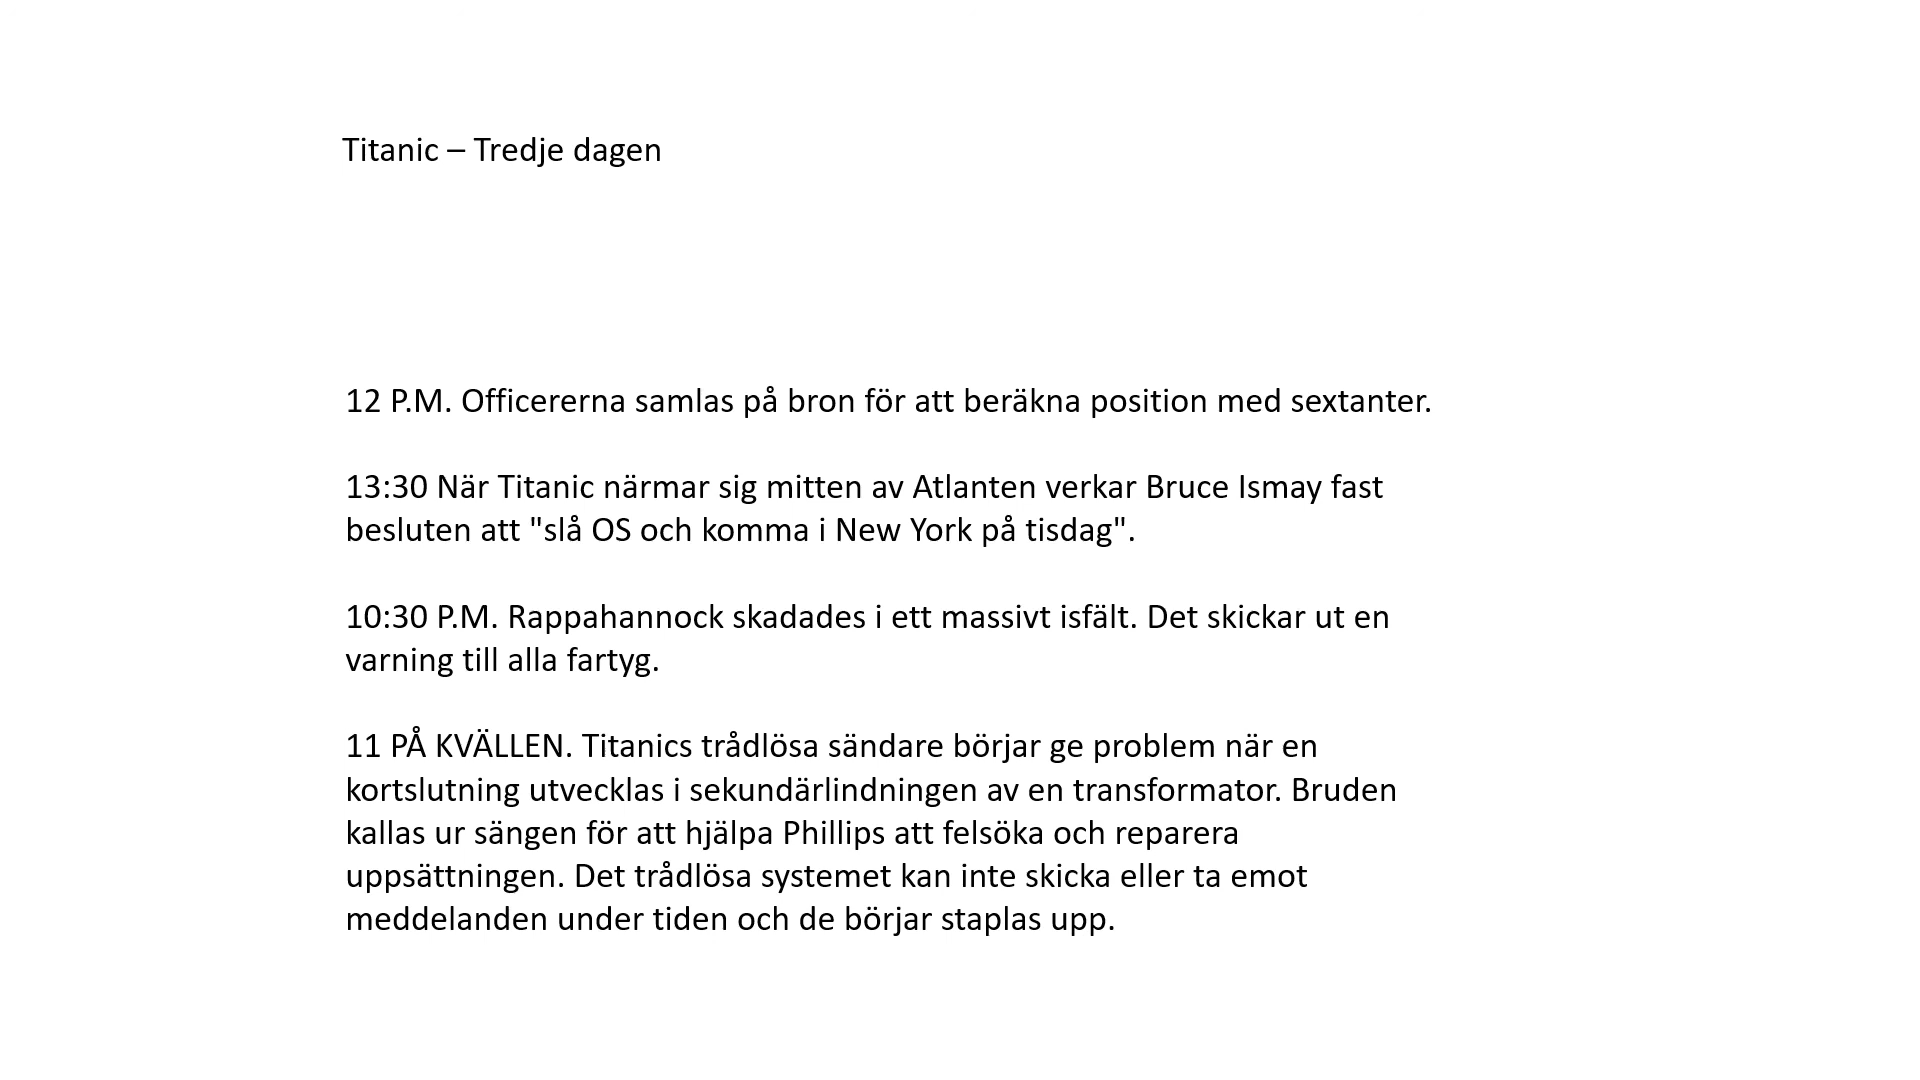 Titanic – Tredje dagen
12 P.M. Officererna samlas på bron för att beräkna position med sextanter.
13:30 När Titanic närmar sig mitten av Atlanten verkar Bruce Ismay fast
besluten att "slå OS och komma i New York på tisdag".
10:30 P.M. Rappahannock skadades i ett massivt isfält. Det skickar ut en
varning till alla fartyg.
11 PÅ KVÄLLEN. Titanics trådlösa sändare börjar ge problem när en
kortslutning utvecklas i sekundärlindningen av en transformator. Bruden
kallas ur sängen för att hjälpa Phillips att felsöka och reparera
uppsättningen. Det trådlösa systemet kan inte skicka eller ta emot
meddelanden under tiden och de börjar staplas upp.